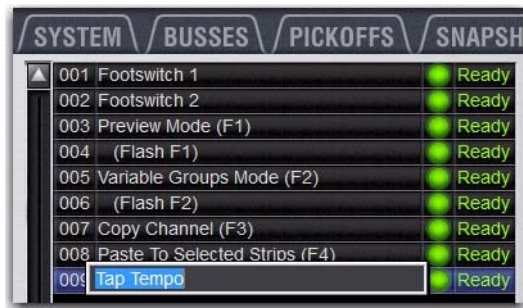 SYSTEM BUSSES PICKOFFS SNAPSH
001 Footswitch 1 Ready
002 Footswitch 2 Ready
003 Preview Mode (F1) Ready
004 (Flash F1) Ready
005 Variable Groups Mode (F2) Ready
006 (Flash F2) Ready
007 Copy Channel (F3) Ready
008 Paste To Selected Strips (F4) Ready
009 Tap Tempo Ready